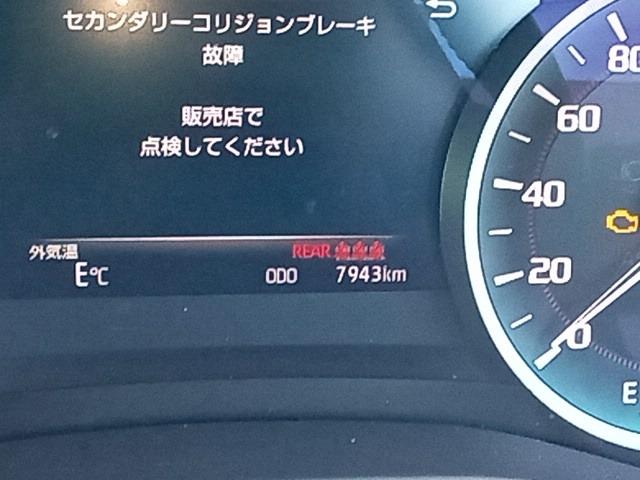 セカンダリーコリジョンブレーキ
故障
販売店で
点検してください
外気温
REAR
E℃
ODO 7943km
80
60
40
20
0
E